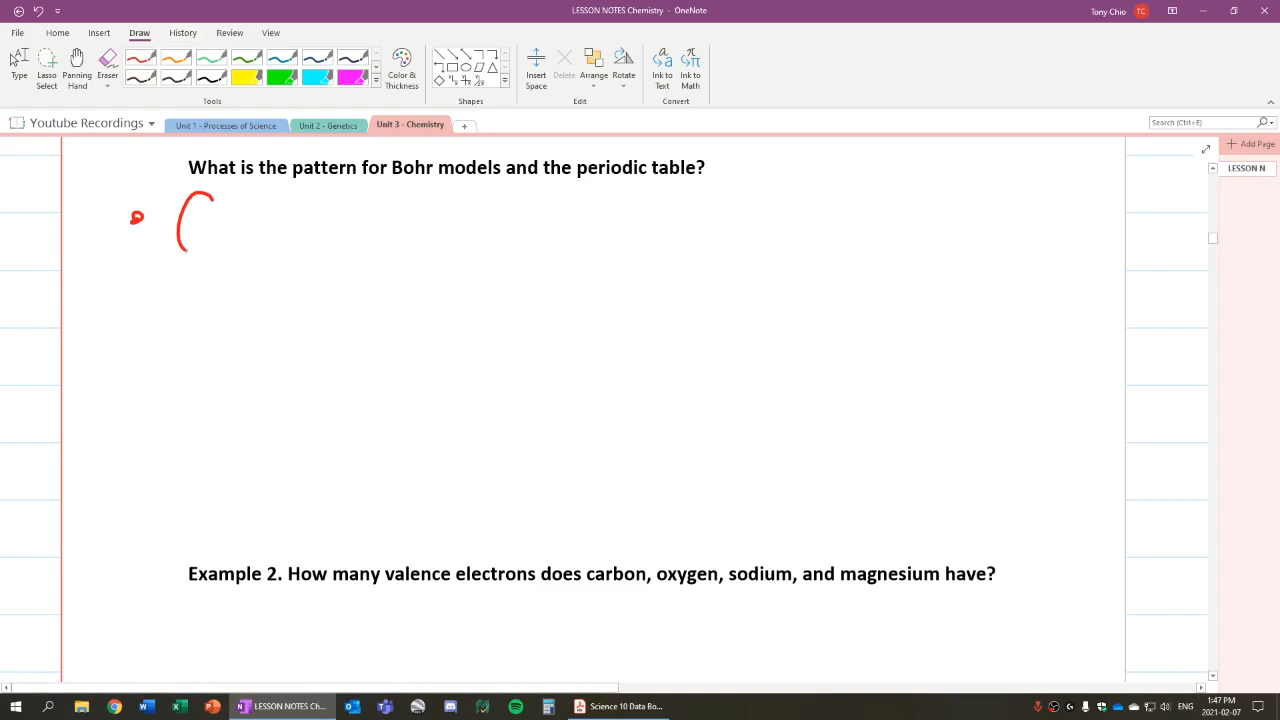 LESSON NOTES Chemistry - OneNote
Tony Chio TC
File Home Insert Draw History Review View
Type Lasso Select Panning Hand Eraser Color & Thickness Insert Space Delete Arrange Rotate Ink to Text Ink to Math
Tools Shapes Edit Convert
Youtube Recordings Unit 1 - Processes of Science Unit 2 - Genetics Unit 3 - Chemistry Search (Ctrl+E) Add Page
LESSON N
What is the pattern for Bohr models and the periodic table?
Example 2. How many valence electrons does carbon, oxygen, sodium, and magnesium have?
LESSON NOTES Ch... Science 10 Data Bo... 1:47 PM
2021-02-07